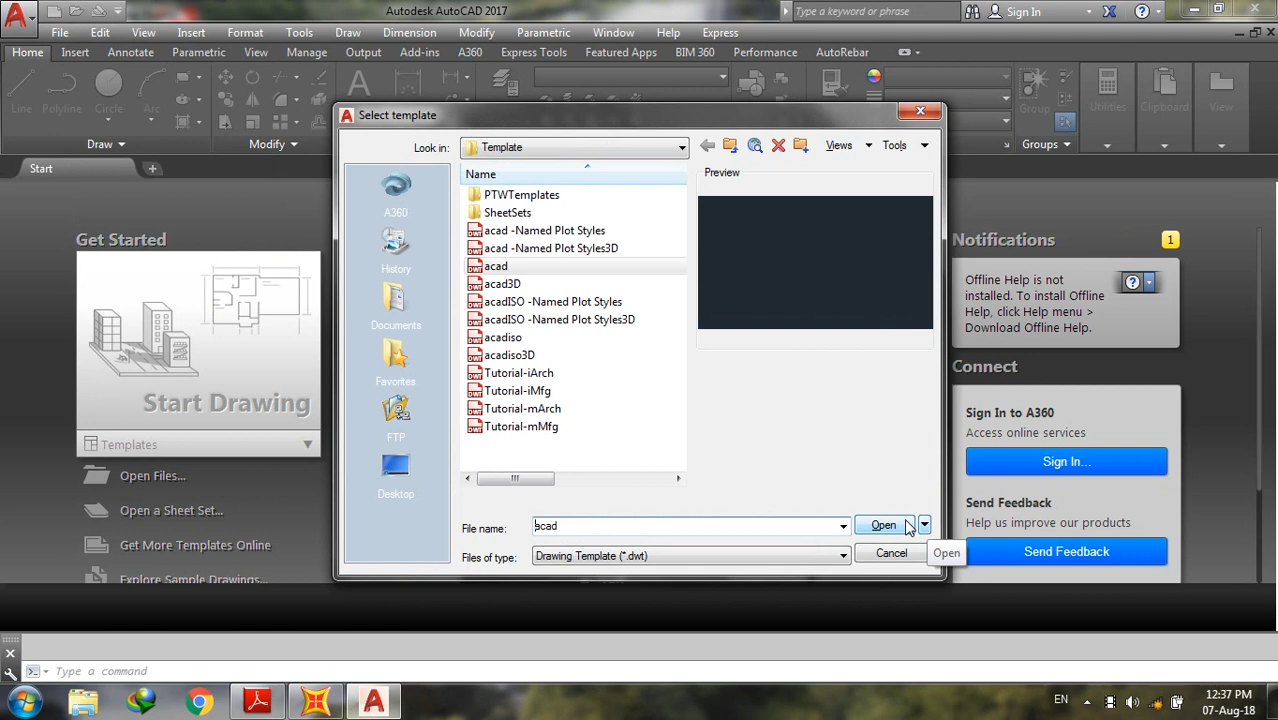 Autodesk AutoCAD 2017
Type a keyword or phrase
Sign In
File Edit View Insert Format Tools Draw Dimension Modify Parametric Window Help Express
Home Insert Annotate Parametric View Manage Output Add-ins A360 Express Tools Featured Apps BIM 360 Performance AutoRebar
Line Polyline Circle Arc
Group Utilities Clipboard View
Draw Modify Groups
Start
Select template
Look in: Template
Views Tools
Name
PTWTemplates
SheetSets
acad -Named Plot Styles
acad -Named Plot Styles3D
acad
acad3D
acadISO -Named Plot Styles
acadISO -Named Plot Styles3D
acadiso
acadiso3D
Tutorial-iArch
Tutorial-iMfg
Tutorial-mArch
Tutorial-mMfg
A360
History
Documents
Favorites
FTP
Desktop
Preview
File name: acad
Open
Files of type: Drawing Template (*.dwt)
Cancel
Open
Get Started
Start Drawing
Templates
Open Files...
Open a Sheet Set...
Get More Templates Online
Explore Sample Drawings
Notifications 1
Offline Help is not
installed. To install Offline
Help, click Help menu >
Download Offline Help.
Connect
Sign In to A360
Access online services
Sign In...
Send Feedback
Help us improve our products
Send Feedback
Type a command
EN
12:37 PM
07-Aug-18